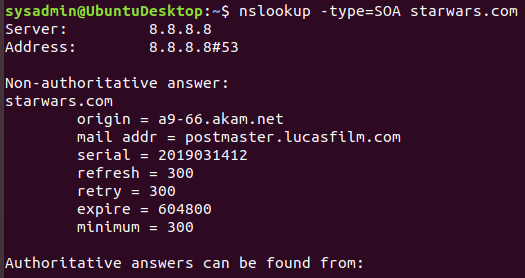 sysadmin@UbuntuDesktop:~$ nslookup -type=SOA starwars.com
Server:         8.8.8.8
Address:        8.8.8.8#53

Non-authoritative answer:
starwars.com
        origin = a9-66.akam.net
        mail addr = postmaster.lucasfilm.com
        serial = 2019031412
        refresh = 300
        retry = 300
        expire = 604800
        minimum = 300

Authoritative answers can be found from: